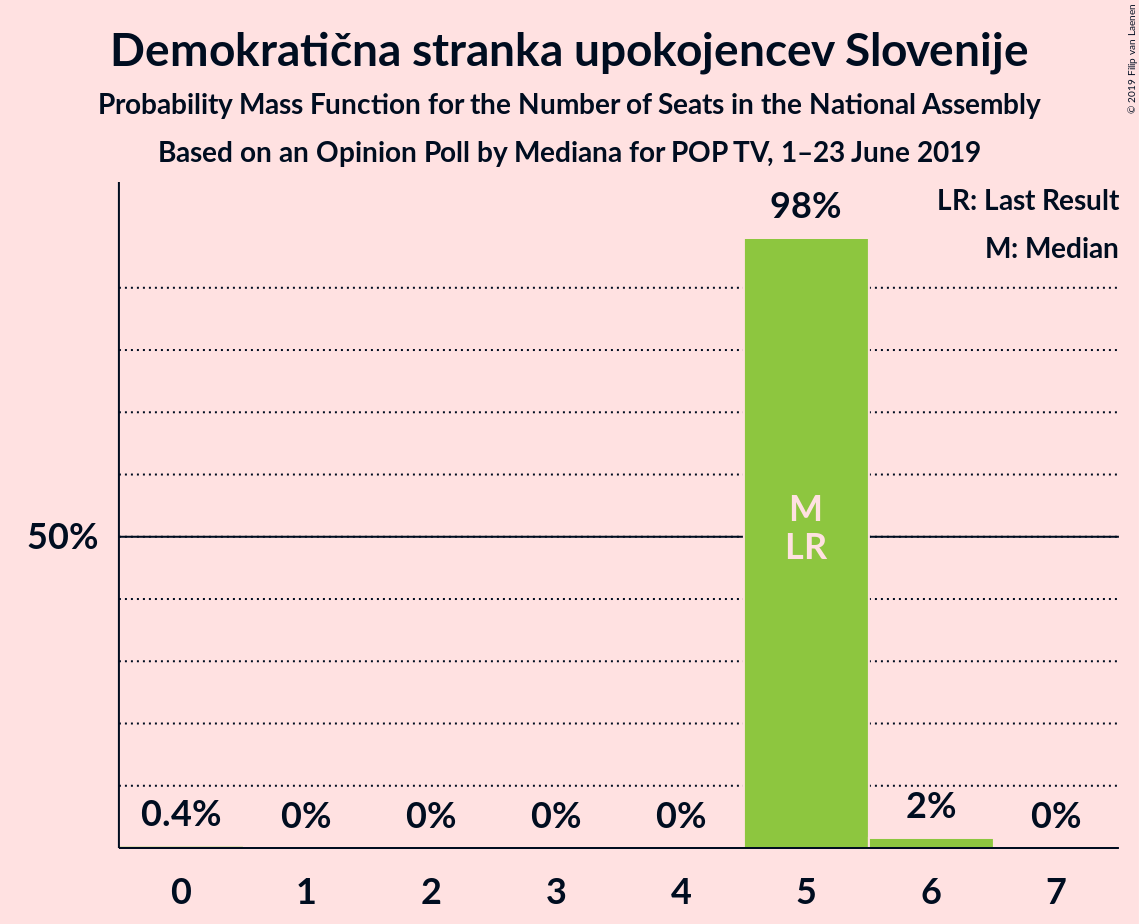 Demokratična stranka upokojencev Slovenije
Probability Mass Function for the Number of Seats in the National Assembly
Based on an Opinion Poll by Mediana for POP TV, 1–23 June 2019
© 2019 Filip van Laenen
LR: Last Result
M: Median
98%
50%
M
LR
0.4%
0%
0%
0%
0%
2%
0%
0
1
2
3
4
5
6
7